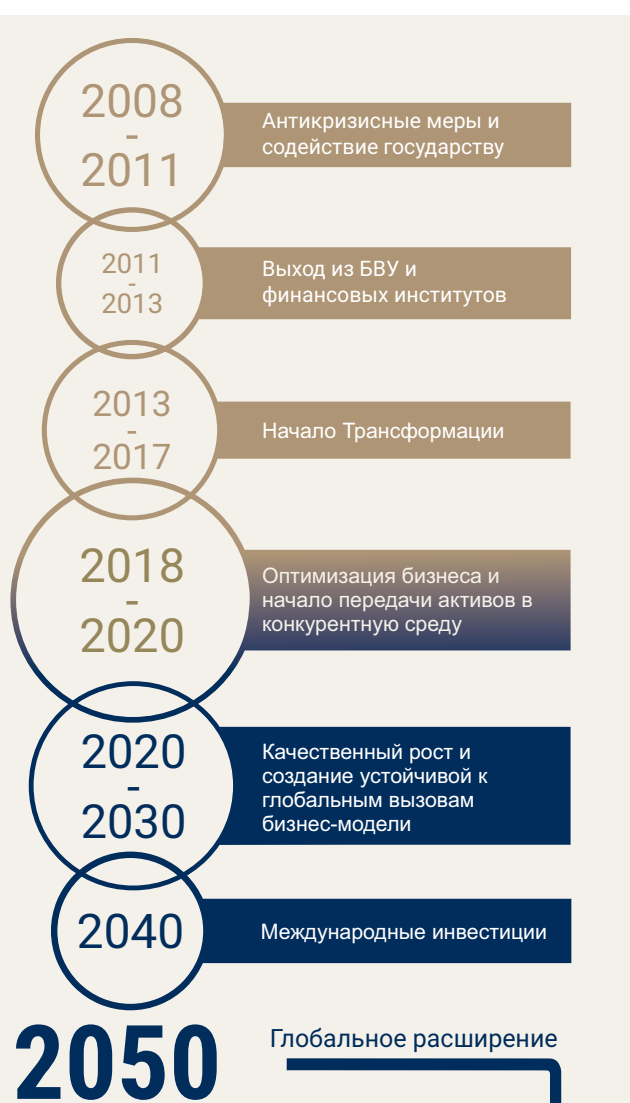 2008
-
2011
Антикризисные меры и
содействие государству
2011
-
2013
Выход из БВУ и
финансовых институтов
2013
-
2017
Начало Трансформации
2018
-
2020
Оптимизация бизнеса и
начало передачи активов в
конкурентную среду
2020
-
2030
Качественный рост и
создание устойчивой к
глобальным вызовам
бизнес-модели
2040
Международные инвестиции
2050
Глобальное расширение